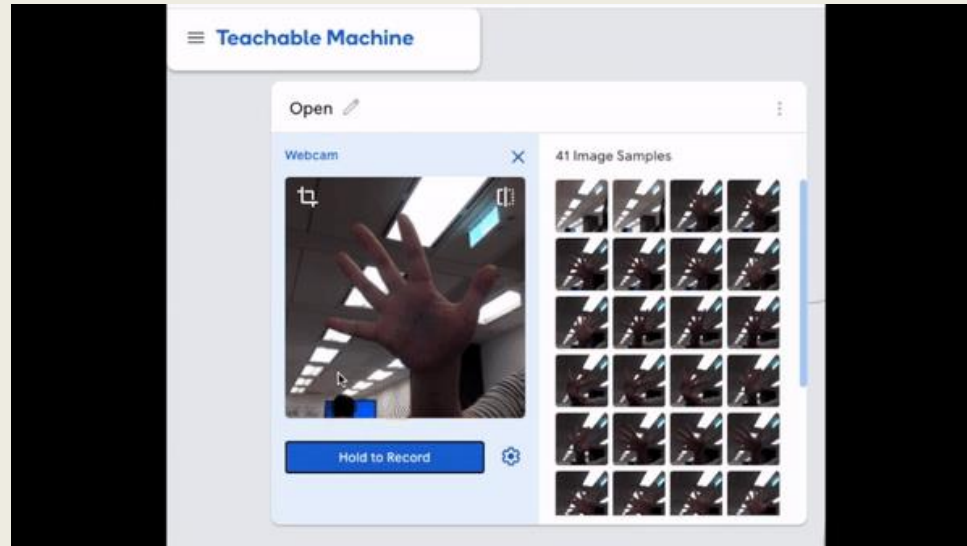 Teachable Machine
Open
Webcam
41 Image Samples
Hold to Record